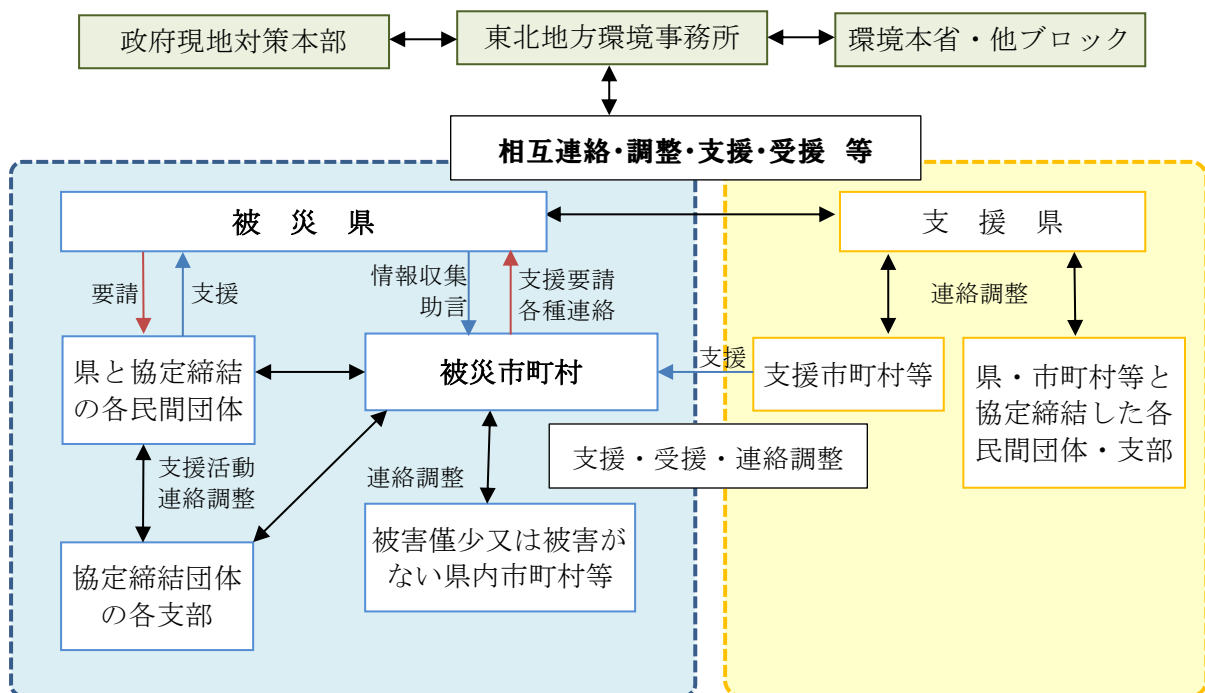 政府現地対策本部
東北地方環境事務所
環境本省・他ブロック
相互連絡・調整・支援・受援 等
被 災 県
支 援 県
要請
支援
情報収集
助言
支援要請
各種連絡
連絡調整
県と協定締結
の各民間団体
被災市町村
支援
支援市町村等
県・市町村等と
協定締結した各
民間団体・支部
支援活動
連絡調整
連絡調整
支援・受援・連絡調整
協定締結団体
の各支部
被害僅少又は被害が
ない県内市町村等